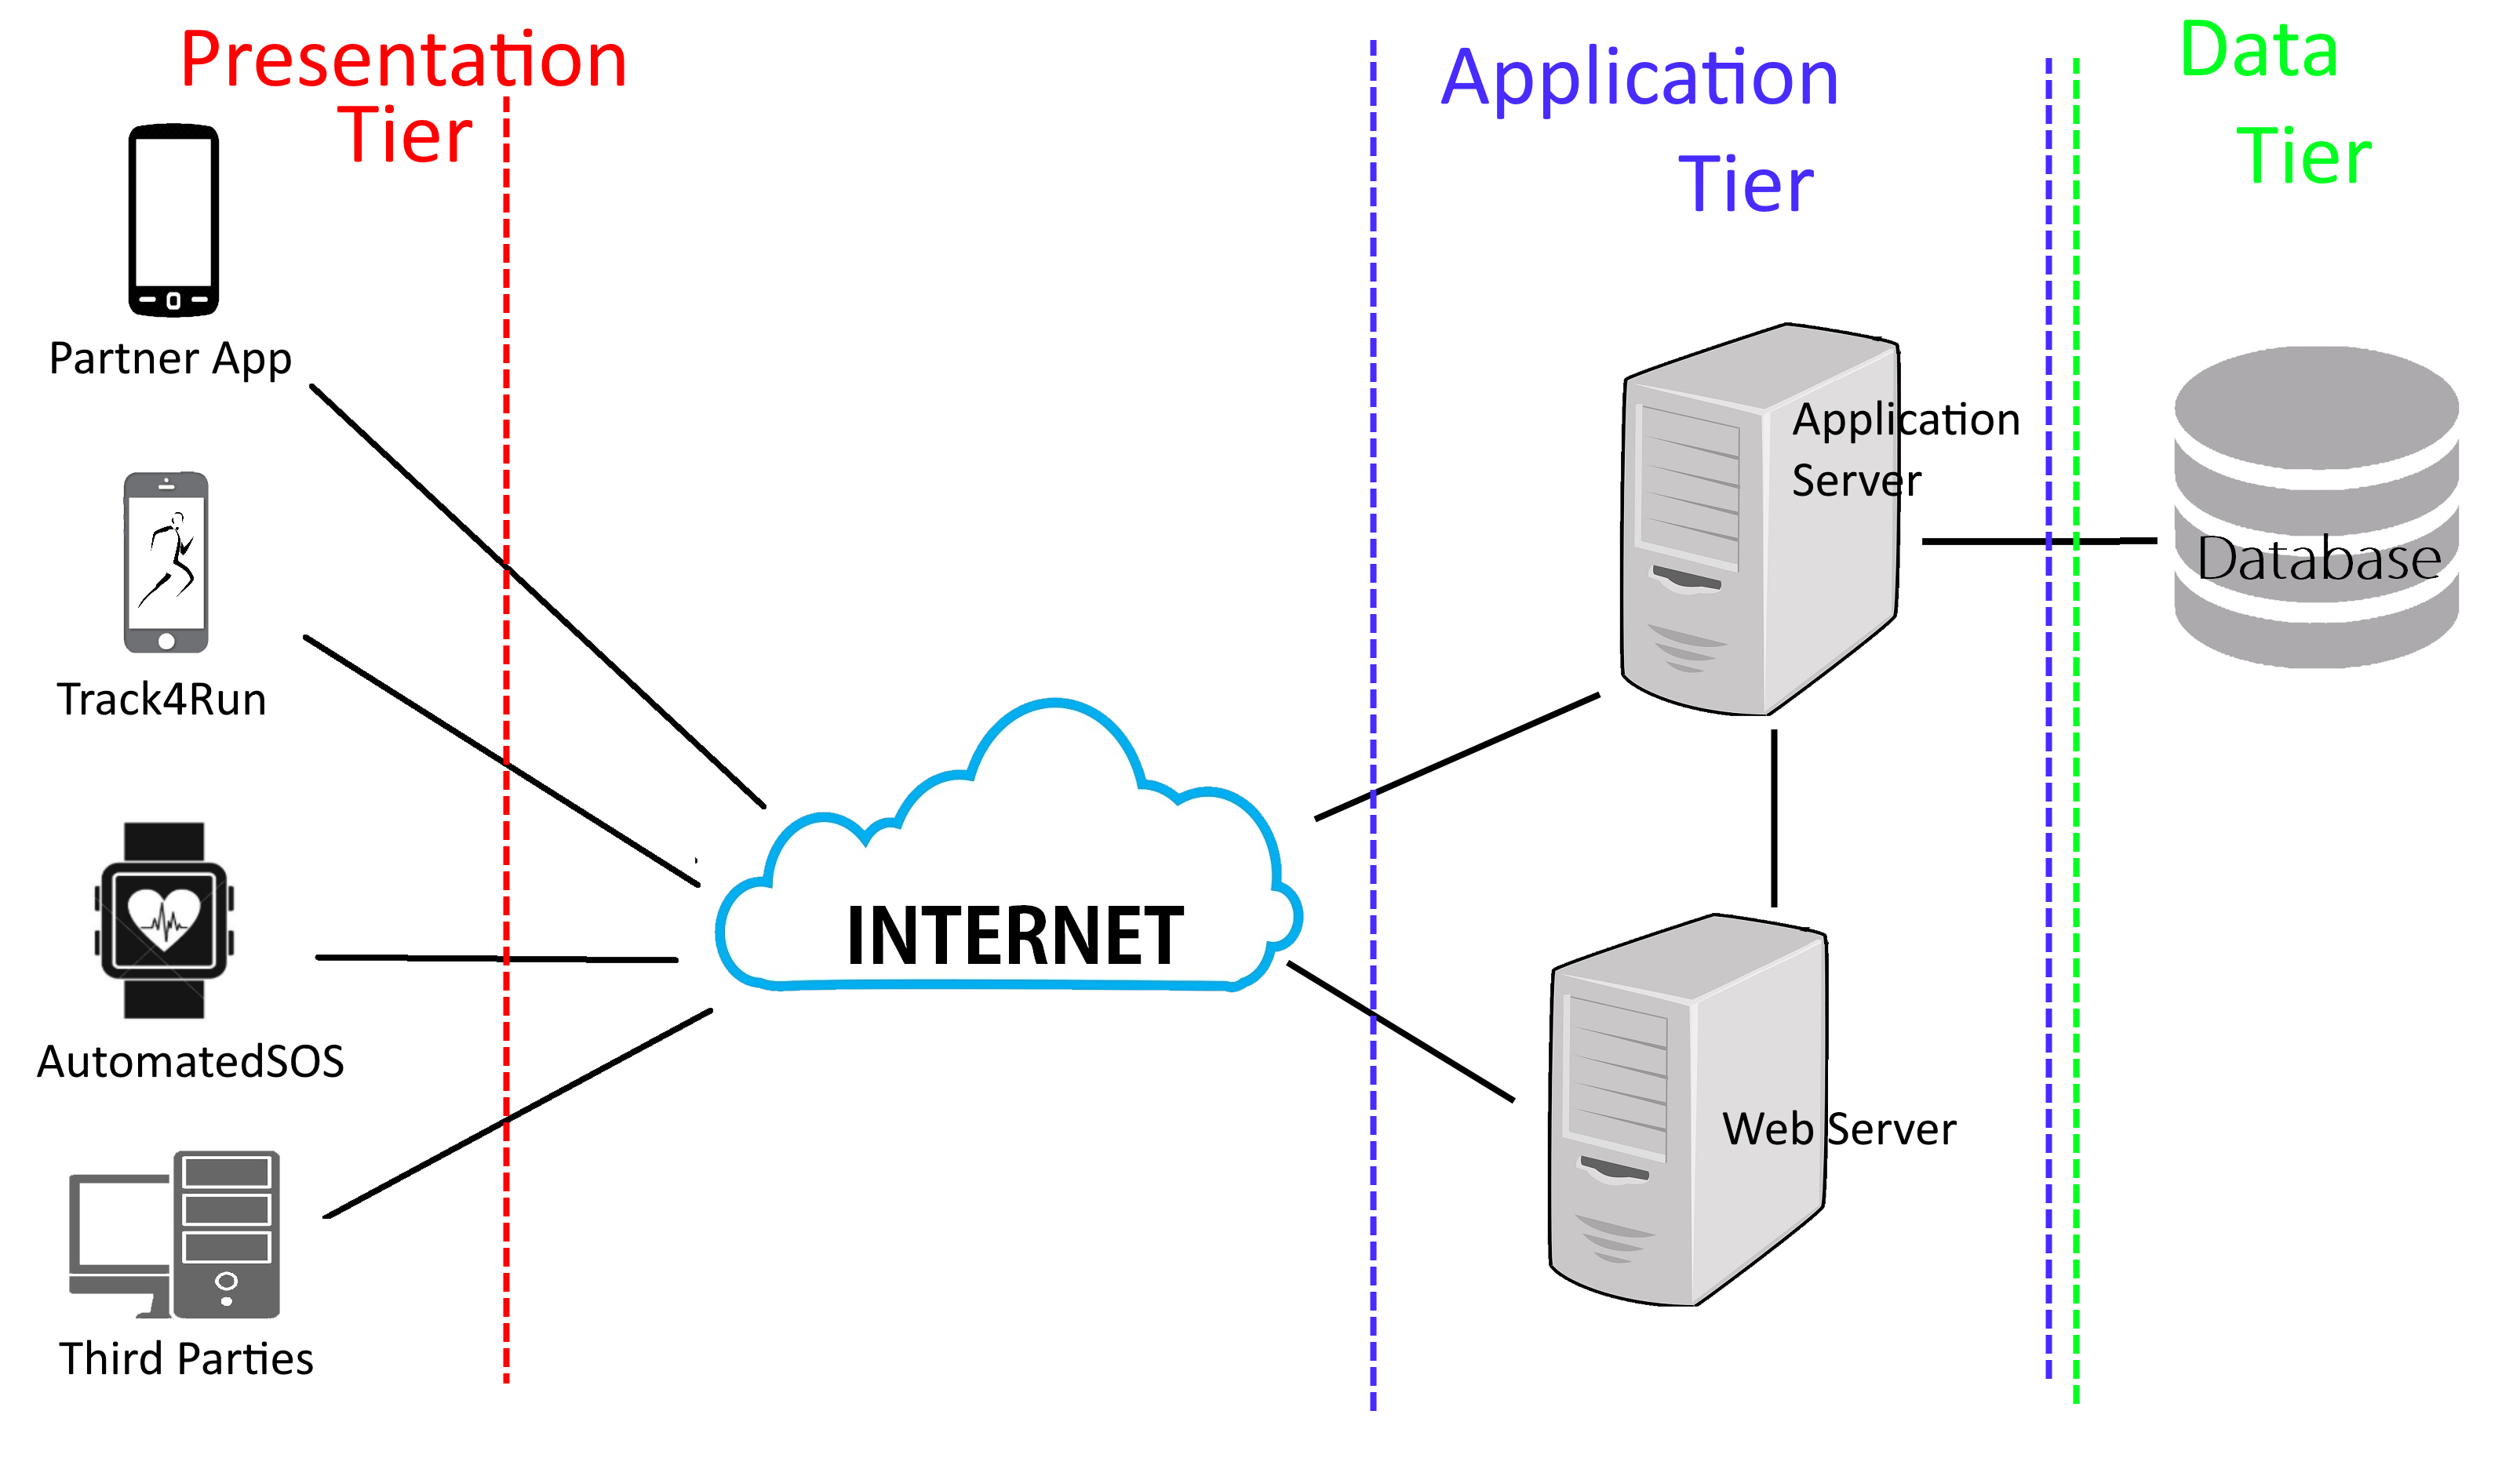 Presentation
Tier
Partner App
Track4Run
AutomatedSOS
Third Parties
INTERNET
Application
Tier
Application
Server
Web Server
Data
Tier
Database